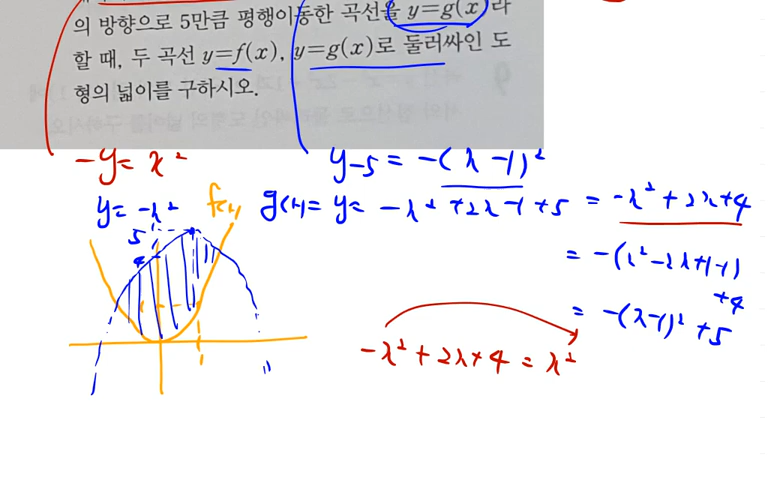 의 방향으로 5만큼 평행이동한 곡선을 y=g(x)라
할 때, 두 곡선 y=f(x), y=g(x)로 둘러싸인 도
형의 넓이를 구하시오.
-y=x²
y-5=-(x-1)²
y=-x²
f(x)
g(x)=y=-x²+2x-1+5=-x²+2x+4
5
4
=-(x²-2x+1-1)
+4
=-(x-1)²+5
-x²+2x+4=x²